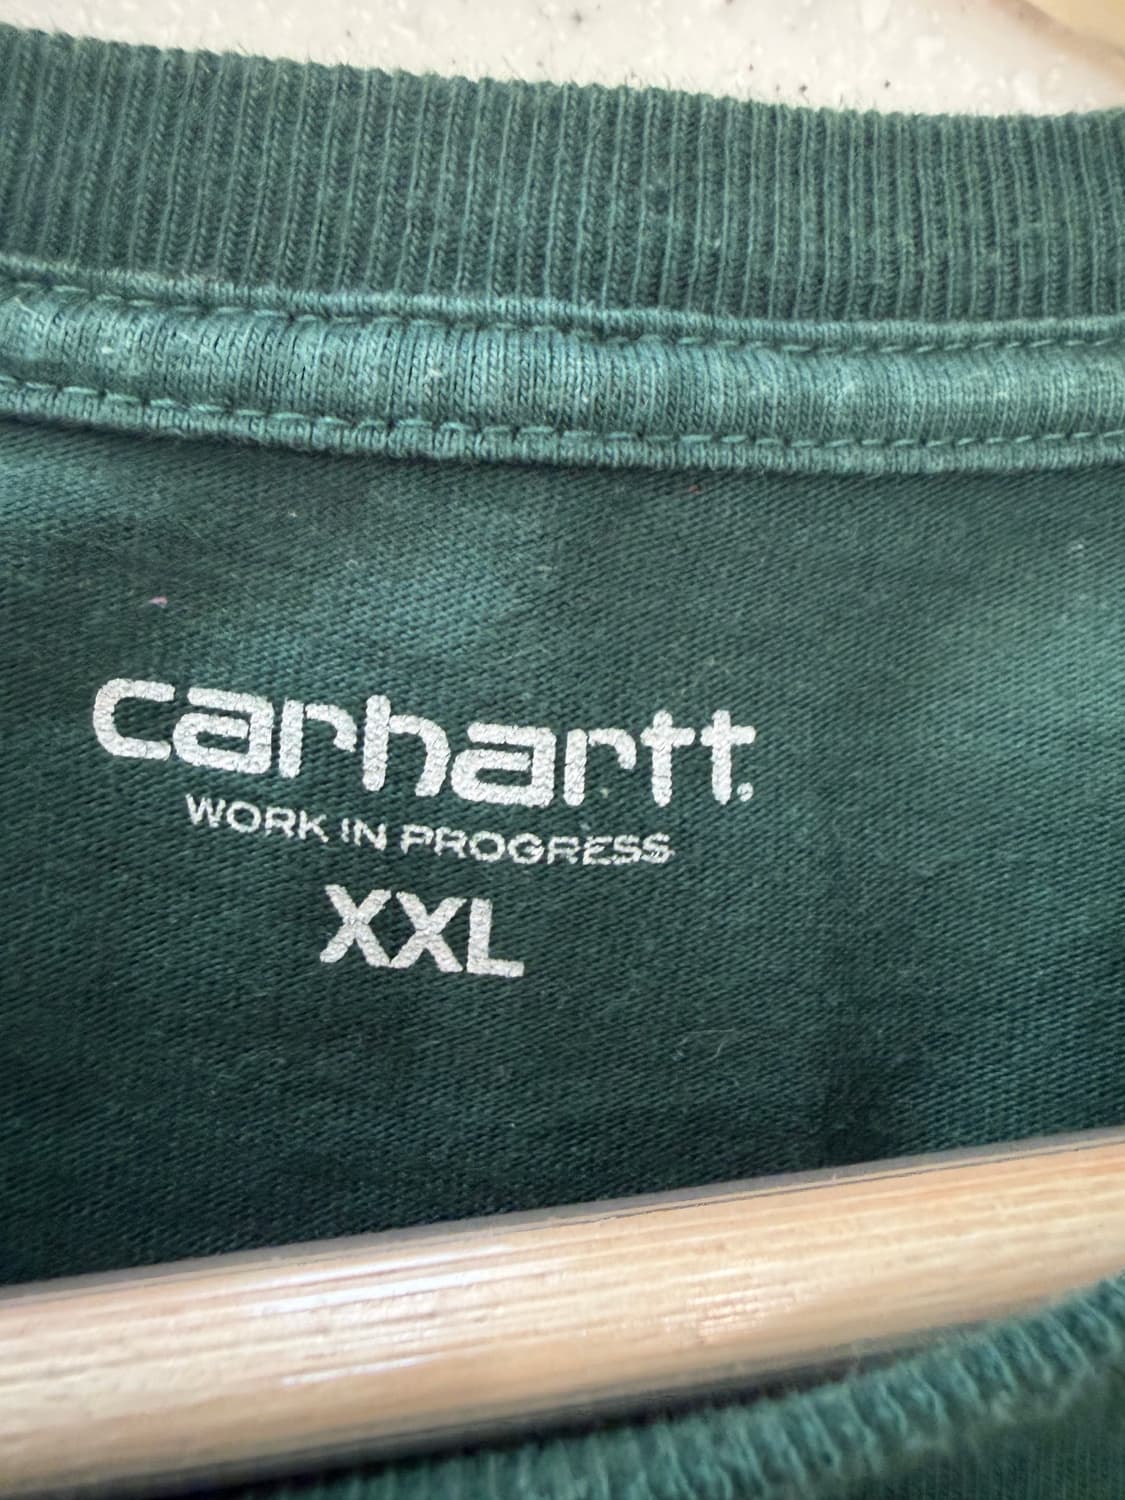 carhartt.
WORK IN PROGRESS
XXL